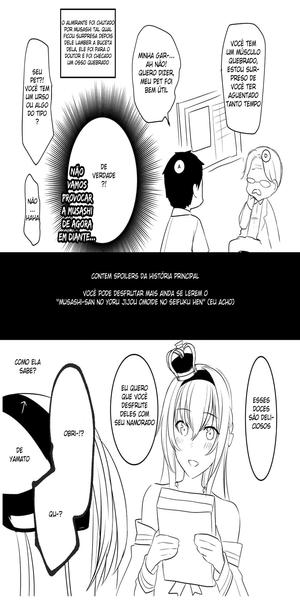 O ALMIRANTE FOI CHUTADO
POR MUSASHI TAL QUAL
FICOU SURPRESA DEPOIS
DELE LAMBER A BUCETA
DELA, ELE FOI PARA O
DOUTOR E FOI CHECADO
UM OSSO QUEBRADO.
VOCÊ TEM
UM MÚSCULO
QUEBRADO,
ESTOU SUR-
PRESO DE
VOCÊ TER
AGUENTADO
TANTO TEMPO
MINHA GAR-...
AH NÃO!
QUERO DIZER,
MEU PET FOI
BEM ÚTIL
SEU
PET?!
VOCÊ TEM
UM URSO
OU ALGO
DO TIPO
?
DE
VERDADE
?!
NÃO
VAMOS
PROVOCAR
A MUSASHI
DE AGORA
EM DIANTE...
NÃO
...
HAHA
CONTEM SPOILERS DA HISTÓRIA PRINCIPAL
VOCÊ PODE DESFRUTAR MAIS AINDA SE LEREM O
"MUSASHI-SAN NO YORU JIJOU OMODE NO SEIFUKU HEN" (EU ACHO)
ESSES
DOCES
SÃO DELI-
CIOSOS
EU QUERO
QUE VOCÊ
DESFRUTE
DELES COM
SEU NAMORADO
COMO ELA
SABE?
OBRI-?!
QU-?
↑
DE
YAMATO